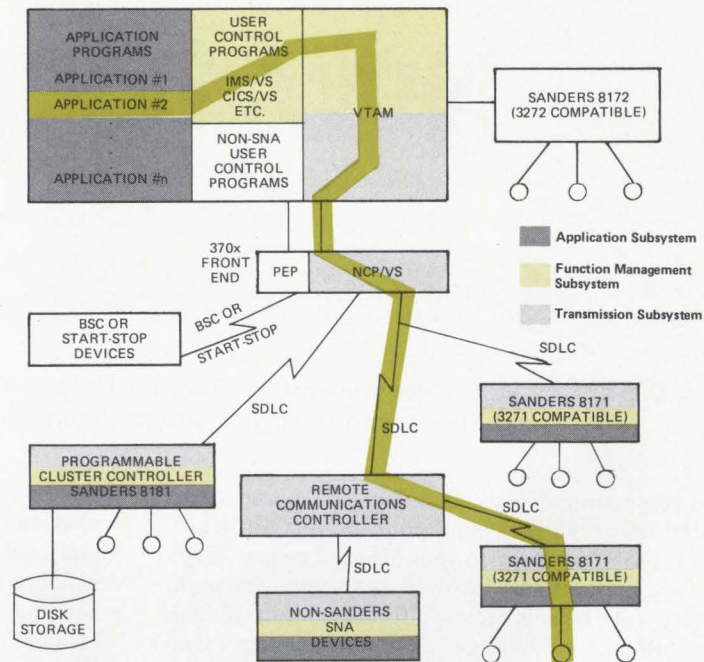 APPLICATION
PROGRAMS
APPLICATION #1
APPLICATION #2
.
.
.
APPLICATION #n
USER
CONTROL
PROGRAMS
IMS/VS
CICS/VS
ETC.
NON-SNA
USER
CONTROL
PROGRAMS
VTAM
SANDERS 8172
(3272 COMPATIBLE)
370x
FRONT
END
PEP
NCP/VS
Application Subsystem
Function Management
Subsystem
Transmission Subsystem
BSC OR
START-STOP
DEVICES
BSC OR
START-STOP
SDLC
SDLC
SDLC
SANDERS 8171
(3271 COMPATIBLE)
PROGRAMMABLE
CLUSTER CONTROLLER
SANDERS 8181
REMOTE
COMMUNICATIONS
CONTROLLER
SDLC
SANDERS 8171
(3271 COMPATIBLE)
SDLC
DISK
STORAGE
NON-SANDERS
SNA
DEVICES